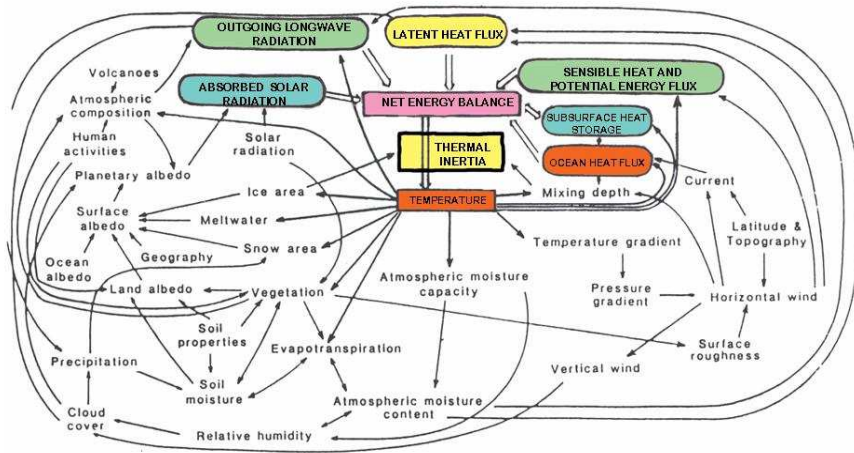 OUTGOING LONGWAVE
RADIATION
LATENT HEAT FLUX
SENSIBLE HEAT AND
POTENTIAL ENERGY FLUX
Volcanoes
ABSORBED SOLAR
RADIATION
NET ENERGY BALANCE
Atmospheric
composition
SUBSURFACE HEAT
STORAGE
Human
activities
Solar
radiation
THERMAL
INERTIA
OCEAN HEAT FLUX
Planetary albedo
Ice area
TEMPERATURE
Mixing depth
Current
Surface
albedo
Meltwater
Latitude &
Topography
Snow area
Temperature gradient
Ocean
albedo
Geography
Atmospheric moisture
capacity
Land albedo
Vegetation
Pressure
gradient
Horizontal wind
Soil
properties
Evapotranspiration
Surface
roughness
Precipitation
Vertical wind
Soil
moisture
Atmospheric moisture
content
Cloud
cover
Relative humidity